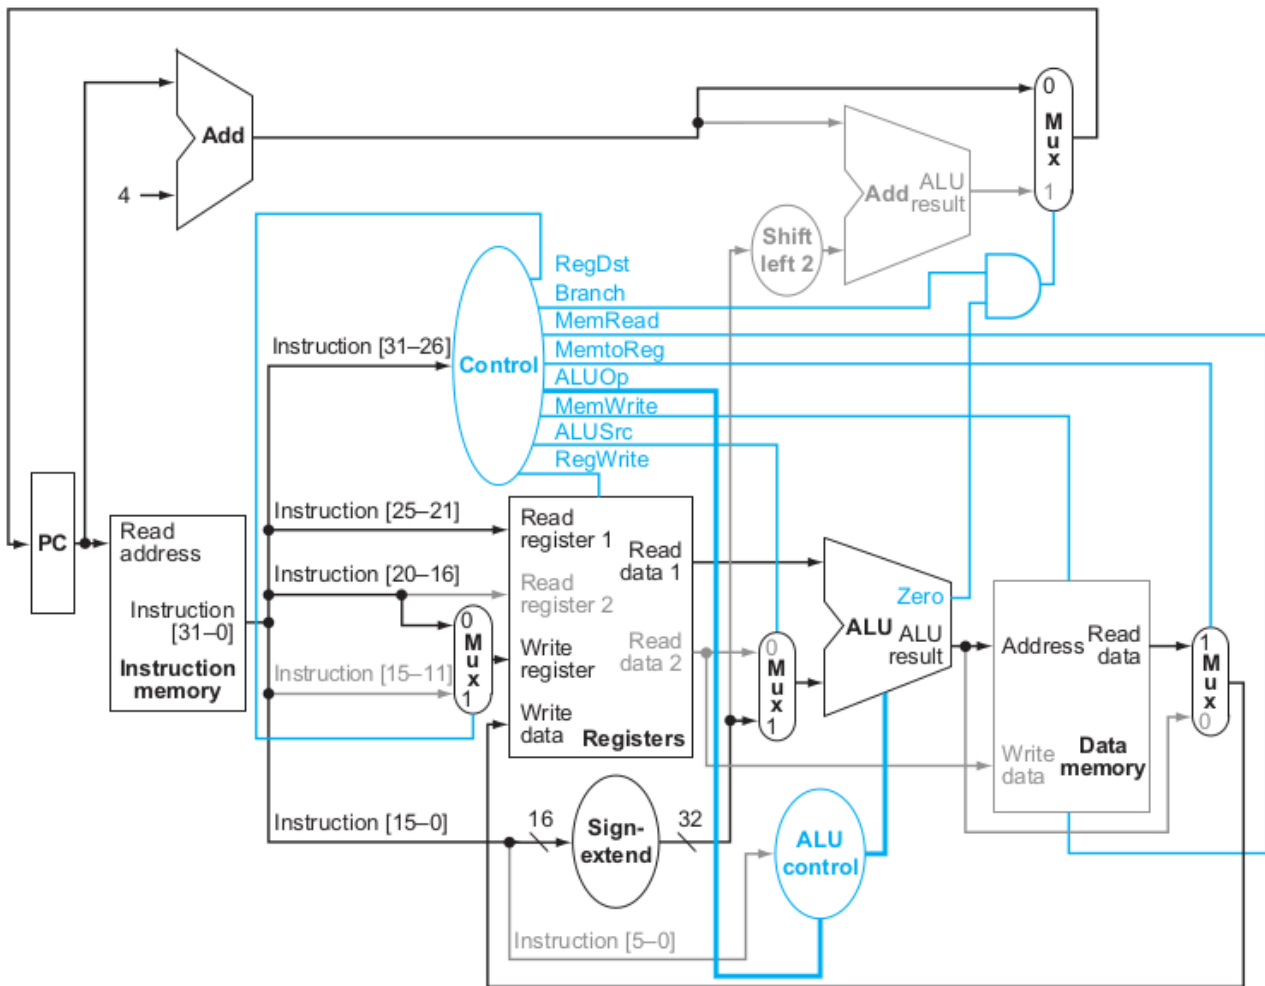 0
M
u
x
1
Add
4
Add
ALU
result
Shift
left 2
RegDst
Branch
MemRead
MemtoReg
ALUOp
MemWrite
ALUSrc
RegWrite
Instruction [31–26]
Control
PC
Read
address
Instruction
[31–0]
Instruction
memory
Instruction [25–21]
Instruction [20–16]
Instruction [15–11]
0
M
u
x
1
Read
register 1
Read
register 2
Write
register
Write
data
Read
data 1
Read
data 2
Registers
0
M
u
x
1
Zero
ALU
ALU
result
Address
Read
data
Write
data
Data
memory
1
M
u
x
0
Instruction [15–0]
16
Sign-
extend
32
ALU
control
Instruction [5–0]